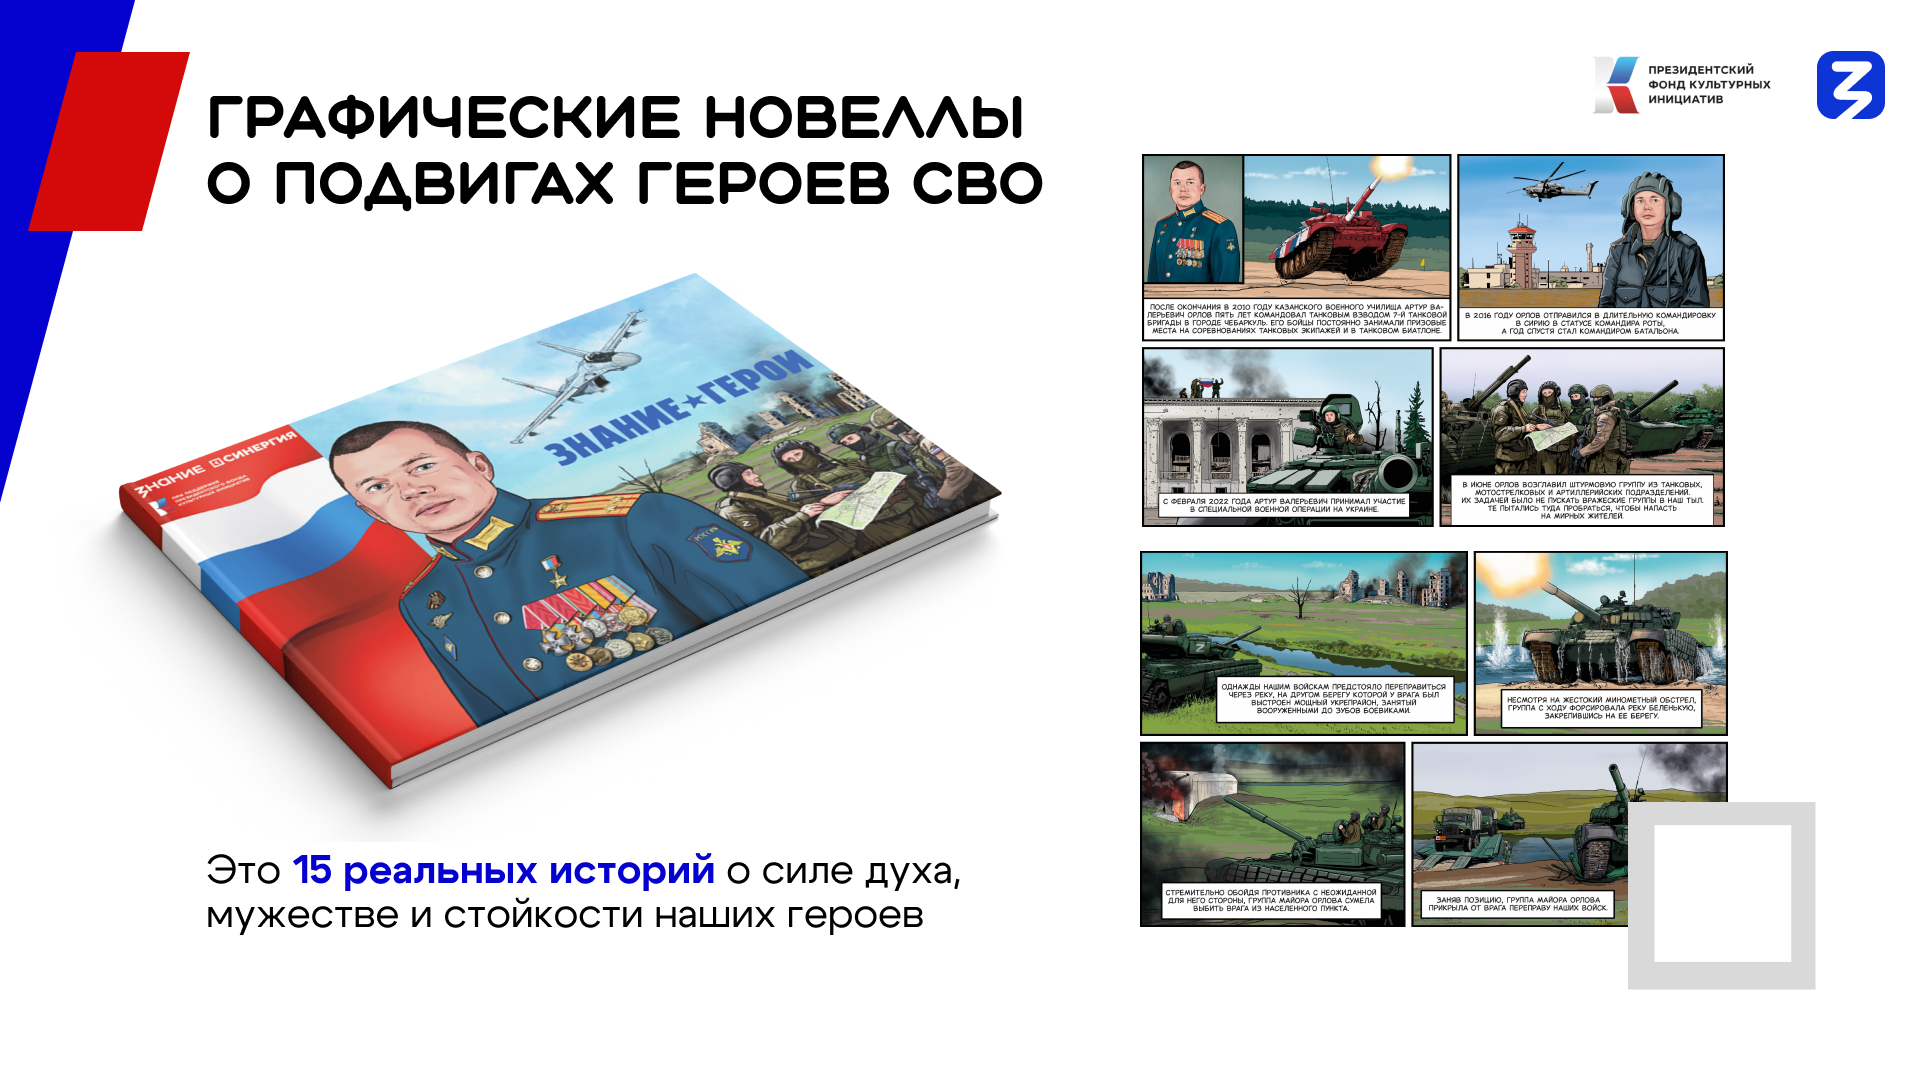 ГРАФИЧЕСКИЕ НОВЕЛЛЫ
О ПОДВИГАХ ГЕРОЕВ СВО
ПРЕЗИДЕНТСКИЙ
ФОНД КУЛЬТУРНЫХ
ИНИЦИАТИВ
ЗНАНИЕ СИНЕРГИЯ
ПРИ ПОДДЕРЖКЕ
ПРЕЗИДЕНТСКОГО ФОНДА
КУЛЬТУРНЫХ ИНИЦИАТИВ
ЗНАНИЕ★ГЕРОИ
РОССИЯ
Это 15 реальных историй о силе духа,
мужестве и стойкости наших героев
ПОСЛЕ ОКОНЧАНИЯ В 2010 ГОДУ КАЗАНСКОГО ВОЕННОГО УЧИЛИЩА АРТУР ВА-
ЛЕРЬЕВИЧ ОРЛОВ ПЯТЬ ЛЕТ КОМАНДОВАЛ ТАНКОВЫМ ВЗВОДОМ 7-Й ТАНКОВОЙ
БРИГАДЫ В ГОРОДЕ ЧЕБАРКУЛЬ. ЕГО БОЙЦЫ ПОСТОЯННО ЗАНИМАЛИ ПРИЗОВЫЕ
МЕСТА НА СОРЕВНОВАНИЯХ ТАНКОВЫХ ЭКИПАЖЕЙ И В ТАНКОВОМ БИАТЛОНЕ.
В 2016 ГОДУ ОРЛОВ ОТПРАВИЛСЯ В ДЛИТЕЛЬНУЮ КОМАНДИРОВКУ
В СИРИЮ В СТАТУСЕ КОМАНДИРА РОТЫ,
А ГОД СПУСТЯ СТАЛ КОМАНДИРОМ БАТАЛЬОНА.
С ФЕВРАЛЯ 2022 ГОДА АРТУР ВАЛЕРЬЕВИЧ ПРИНИМАЛ УЧАСТИЕ
В СПЕЦИАЛЬНОЙ ВОЕННОЙ ОПЕРАЦИИ НА УКРАИНЕ.
В ИЮНЕ ОРЛОВ ВОЗГЛАВИЛ ШТУРМОВУЮ ГРУППУ ИЗ ТАНКОВЫХ,
МОТОСТРЕЛКОВЫХ И АРТИЛЛЕРИЙСКИХ ПОДРАЗДЕЛЕНИЙ.
ИХ ЗАДАЧЕЙ БЫЛО НЕ ПУСКАТЬ ВРАЖЕСКИЕ ГРУППЫ В НАШ ТЫЛ.
ТЕ ПЫТАЛИСЬ ТУДА ПРОБРАТЬСЯ, ЧТОБЫ НАПАСТЬ
НА МИРНЫХ ЖИТЕЛЕЙ.
Z
ОДНАЖДЫ НАШИМ ВОЙСКАМ ПРЕДСТОЯЛО ПЕРЕПРАВИТЬСЯ
ЧЕРЕЗ РЕКУ, НА ДРУГОМ БЕРЕГУ КОТОРОЙ У ВРАГА БЫЛ
ВЫСТРОЕН МОЩНЫЙ УКРЕПРАЙОН, ЗАНЯТЫЙ
ВООРУЖЕННЫМИ ДО ЗУБОВ БОЕВИКАМИ.
НЕСМОТРЯ НА ЖЕСТОКИЙ МИНОМЕТНЫЙ ОБСТРЕЛ,
ГРУППА С ХОДУ ФОРСИРОВАЛА РЕКУ БЕЛЕНЬКУЮ,
ЗАКРЕПИВШИСЬ НА ЕЕ БЕРЕГУ.
СТРЕМИТЕЛЬНО ОБОЙДЯ ПРОТИВНИКА С НЕОЖИДАННОЙ
ДЛЯ НЕГО СТОРОНЫ, ГРУППА МАЙОРА ОРЛОВА СУМЕЛА
ВЫБИТЬ ВРАГА ИЗ НАСЕЛЕННОГО ПУНКТА.
ЗАНЯВ ПОЗИЦИЮ, ГРУППА МАЙОРА ОРЛОВА
ПРИКРЫЛА ОТ ВРАГА ПЕРЕПРАВУ НАШИХ ВОЙСК.